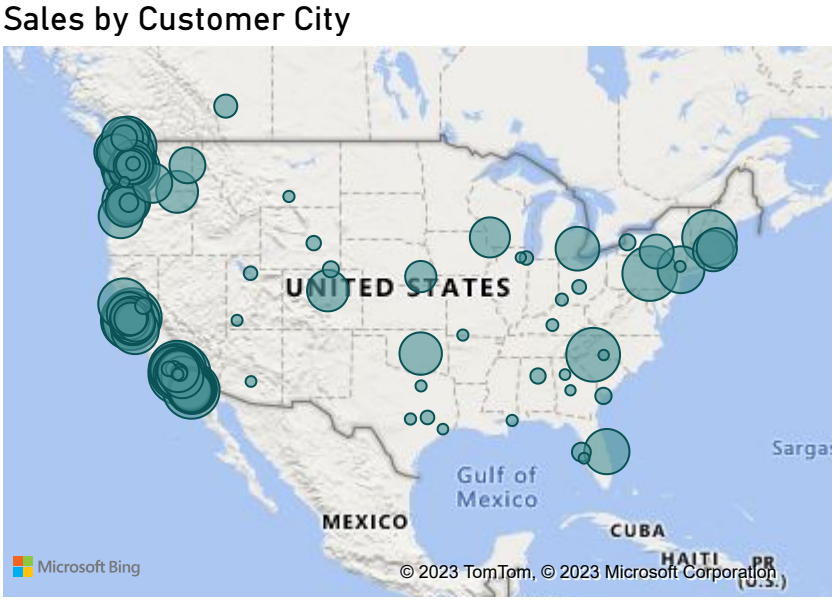 Sales by Customer City
UNITED STATES
Sargas
Gulf of
Mexico
MEXICO
CUBA
HAITI
PR
(U.S.)
Microsoft Bing
© 2023 TomTom, © 2023 Microsoft Corporation